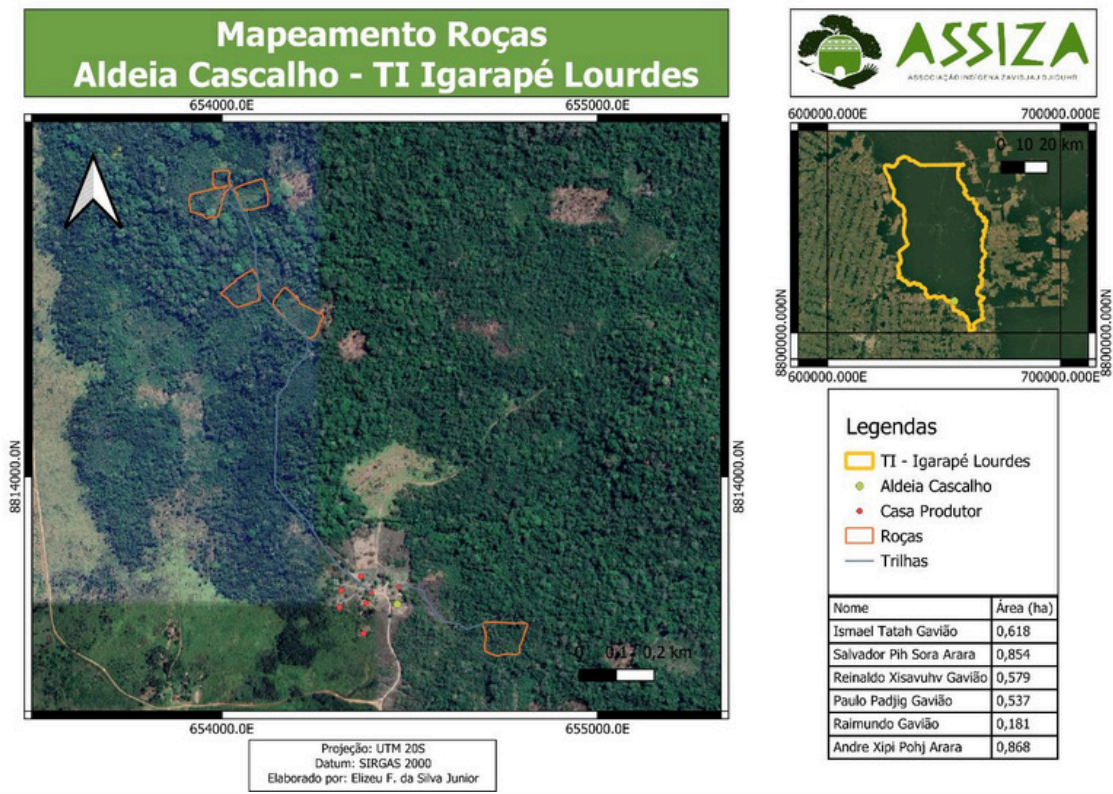 Mapeamento Roças
Aldeia Cascalho - TI Igarapé Lourdes
ASSIZA
654000.0E 655000.0E
8814000.0N 8814000.0N
0 0,1 0,2 km
654000.0E 655000.0E
Projeção: UTM 20S
Datum: SIRGAS 2000
Elaborado por: Elizeu F. da Silva Junior
600000.000E 700000.000E
0 10 20 km
8800000.000N 8800000.000N
600000.000E 700000.000E
Legendas
TI - Igarapé Lourdes
Aldeia Cascalho
Casa Produtor
Roças
Trilhas
Nome Área (ha)
Ismael Tatah Gavião 0,618
Salvador Pih Sora Arara 0,854
Reinaldo Xisavuhv Gavião 0,579
Paulo Padjig Gavião 0,537
Raimundo Gavião 0,181
Andre Xipi Pohj Arara 0,868